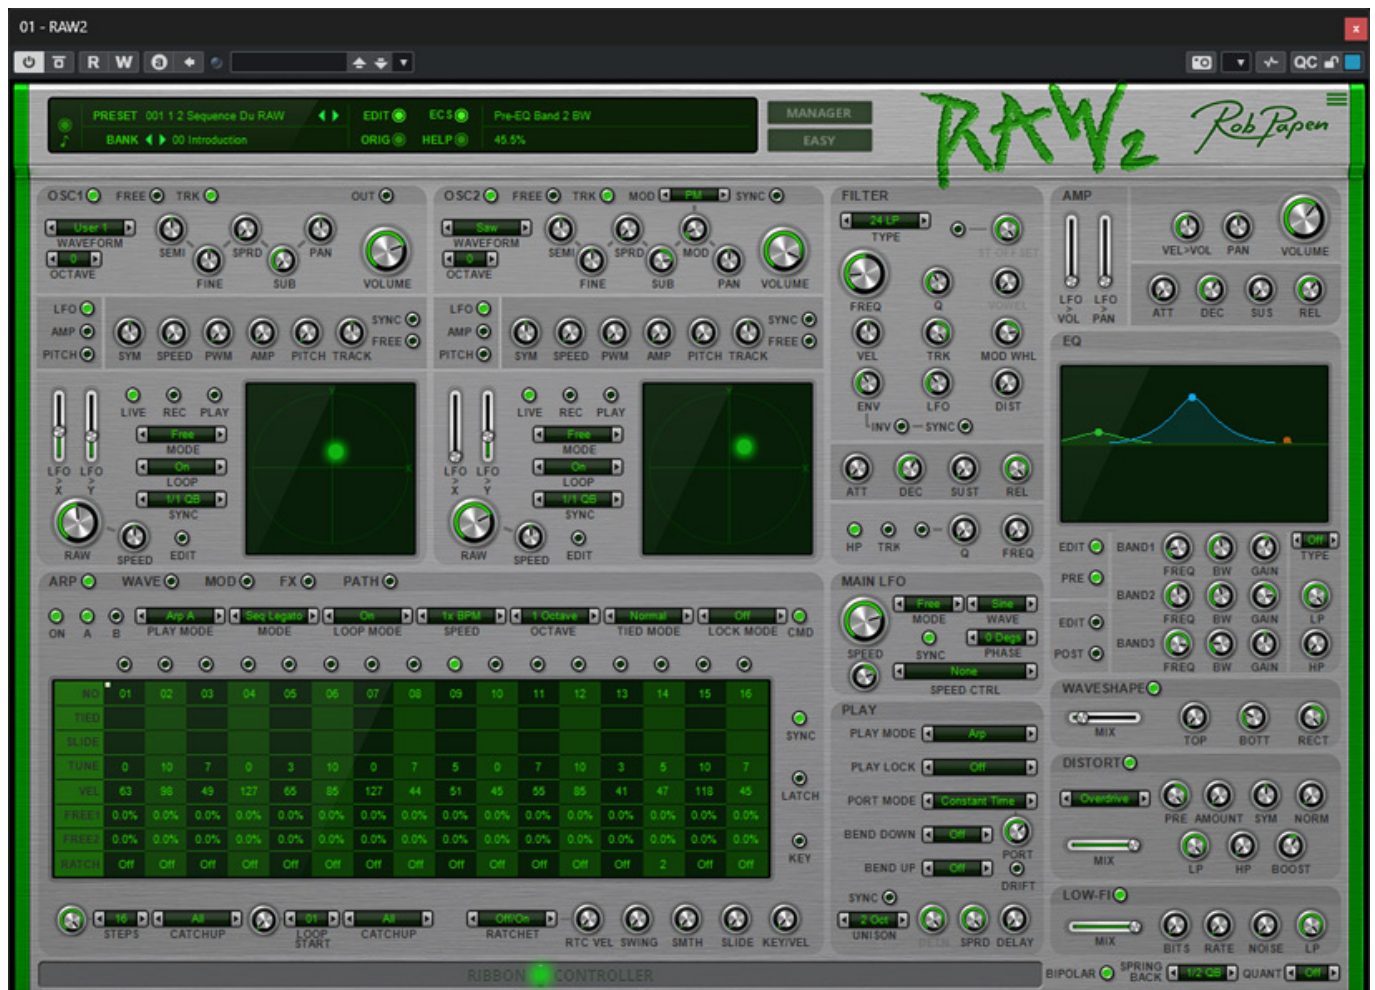 01 - RAW2
R W a QC
PRESET 001 1 2 Sequence Du RAW EDIT ECS Pre-EQ Band 2 BW
BANK 00 Introduction ORIG HELP 45.5%
MANAGER
EASY
RAW2
Rob Papen
OSC1 FREE TRK OUT
User 1
WAVEFORM
0
OCTAVE
SEMI SPRD PAN
FINE SUB VOLUME
LFO
AMP
PITCH
SYNC
FREE
SYM SPEED PWM AMP PITCH TRACK
LIVE REC PLAY
Free
MODE
On
LOOP
1/1 QB
SYNC
LFO > X LFO > Y
RAW SPEED EDIT
Y
X
OSC2 FREE TRK MOD PM SYNC
Saw
WAVEFORM
0
OCTAVE
SEMI SPRD MOD
FINE SUB PAN VOLUME
LFO
AMP
PITCH
SYNC
FREE
SYM SPEED PWM AMP PITCH TRACK
LIVE REC PLAY
Free
MODE
On
LOOP
1/1 QB
SYNC
LFO > X LFO > Y
RAW SPEED EDIT
Y
X
FILTER
24 LP
TYPE
ST-OFFSET
FREQ Q VOWEL
VEL TRK MOD WHL
ENV LFO DIST
INV SYNC
ATT DEC SUST REL
HP TRK Q FREQ
AMP
LFO > VOL LFO > PAN
VEL>VOL PAN VOLUME
ATT DEC SUS REL
EQ
EDIT BAND1 FREQ BW GAIN Off TYPE
PRE BAND2 FREQ BW GAIN LP
EDIT
POST BAND3 FREQ BW GAIN HP
ARP WAVE MOD FX PATH
ON A B
Arp A Seq Legato On 1x BPM 1 Octave Normal Off
PLAY MODE MODE LOOP MODE SPEED OCTAVE TIED MODE LOCK MODE CMD
NO 01 02 03 04 05 06 07 08 09 10 11 12 13 14 15 16
TIED
SLIDE
TUNE 0 10 7 0 3 10 0 7 5 0 7 10 3 5 10 7
VEL 63 98 49 127 65 85 127 44 51 45 55 85 41 47 118 45
FREE1 0.0% 0.0% 0.0% 0.0% 0.0% 0.0% 0.0% 0.0% 0.0% 0.0% 0.0% 0.0% 0.0% 0.0% 0.0% 0.0%
FREE2 0.0% 0.0% 0.0% 0.0% 0.0% 0.0% 0.0% 0.0% 0.0% 0.0% 0.0% 0.0% 0.0% 0.0% 0.0% 0.0%
RATCH Off Off Off Off Off Off Off Off Off Off Off Off Off 2 Off Off
SYNC
LATCH
KEY
16 All 01 All Off/On
STEPS CATCHUP LOOP START CATCHUP RATCHET RTC VEL SWING SMTH SLIDE KEY/VEL
MAIN LFO
Free Sine
MODE WAVE
0 Degs
SPEED SYNC PHASE
None
SPEED CTRL
PLAY
PLAY MODE Arp
PLAY LOCK Off
PORT MODE Constant Time
BEND DOWN Off PORT
BEND UP Off DRIFT
SYNC
2 Oct
UNISON DETN SPRD DELAY
WAVESHAPE
MIX TOP BOTT RECT
DISTORT
Overdrive PRE AMOUNT SYM NORM
MIX LP HP BOOST
LOW-FI
MIX BITS RATE NOISE LP
RIBBON CONTROLLER
BIPOLAR SPRING BACK 1/2 QB QUANT Off